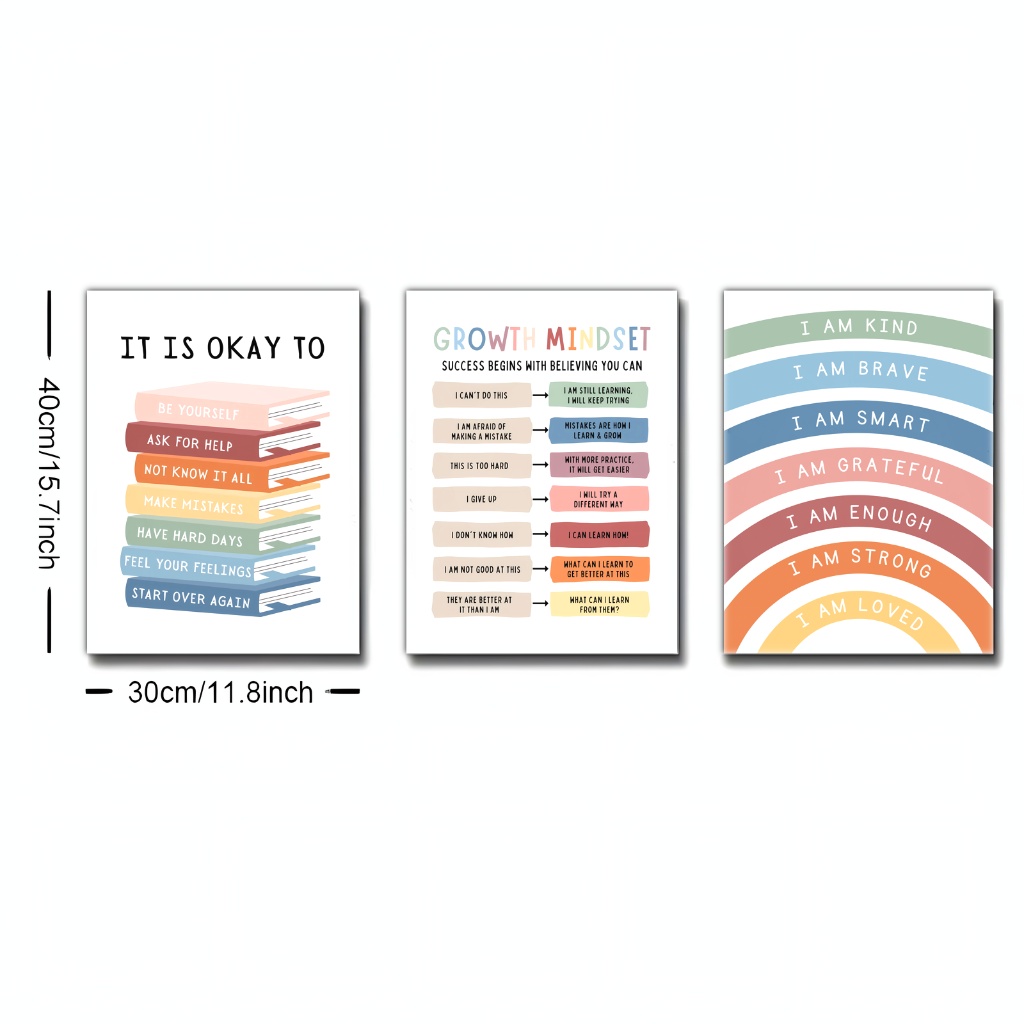 40cm/15.7inch
IT IS OKAY TO
BE YOURSELF
ASK FOR HELP
NOT KNOW IT ALL
MAKE MISTAKES
HAVE HARD DAYS
FEEL YOUR FEELINGS
START OVER AGAIN
30cm/11.8inch
GROWTH MINDSET
SUCCESS BEGINS WITH BELIEVING YOU CAN
I CAN'T DO THIS
I AM STILL LEARNING,
I WILL KEEP TRYING
I AM AFRAID OF
MAKING A MISTAKE
MISTAKES ARE HOW I
LEARN & GROW
THIS IS TOO HARD
WITH MORE PRACTICE,
IT WILL GET EASIER
I GIVE UP
I WILL TRY A
DIFFERENT WAY
I DON'T KNOW HOW
I CAN LEARN HOW!
I AM NOT GOOD AT THIS
WHAT CAN I LEARN TO
GET BETTER AT THIS
THEY ARE BETTER AT
IT THAN I AM
WHAT CAN I LEARN
FROM THEM?
I AM KIND
I AM BRAVE
I AM SMART
I AM GRATEFUL
I AM ENOUGH
I AM STRONG
I AM LOVED